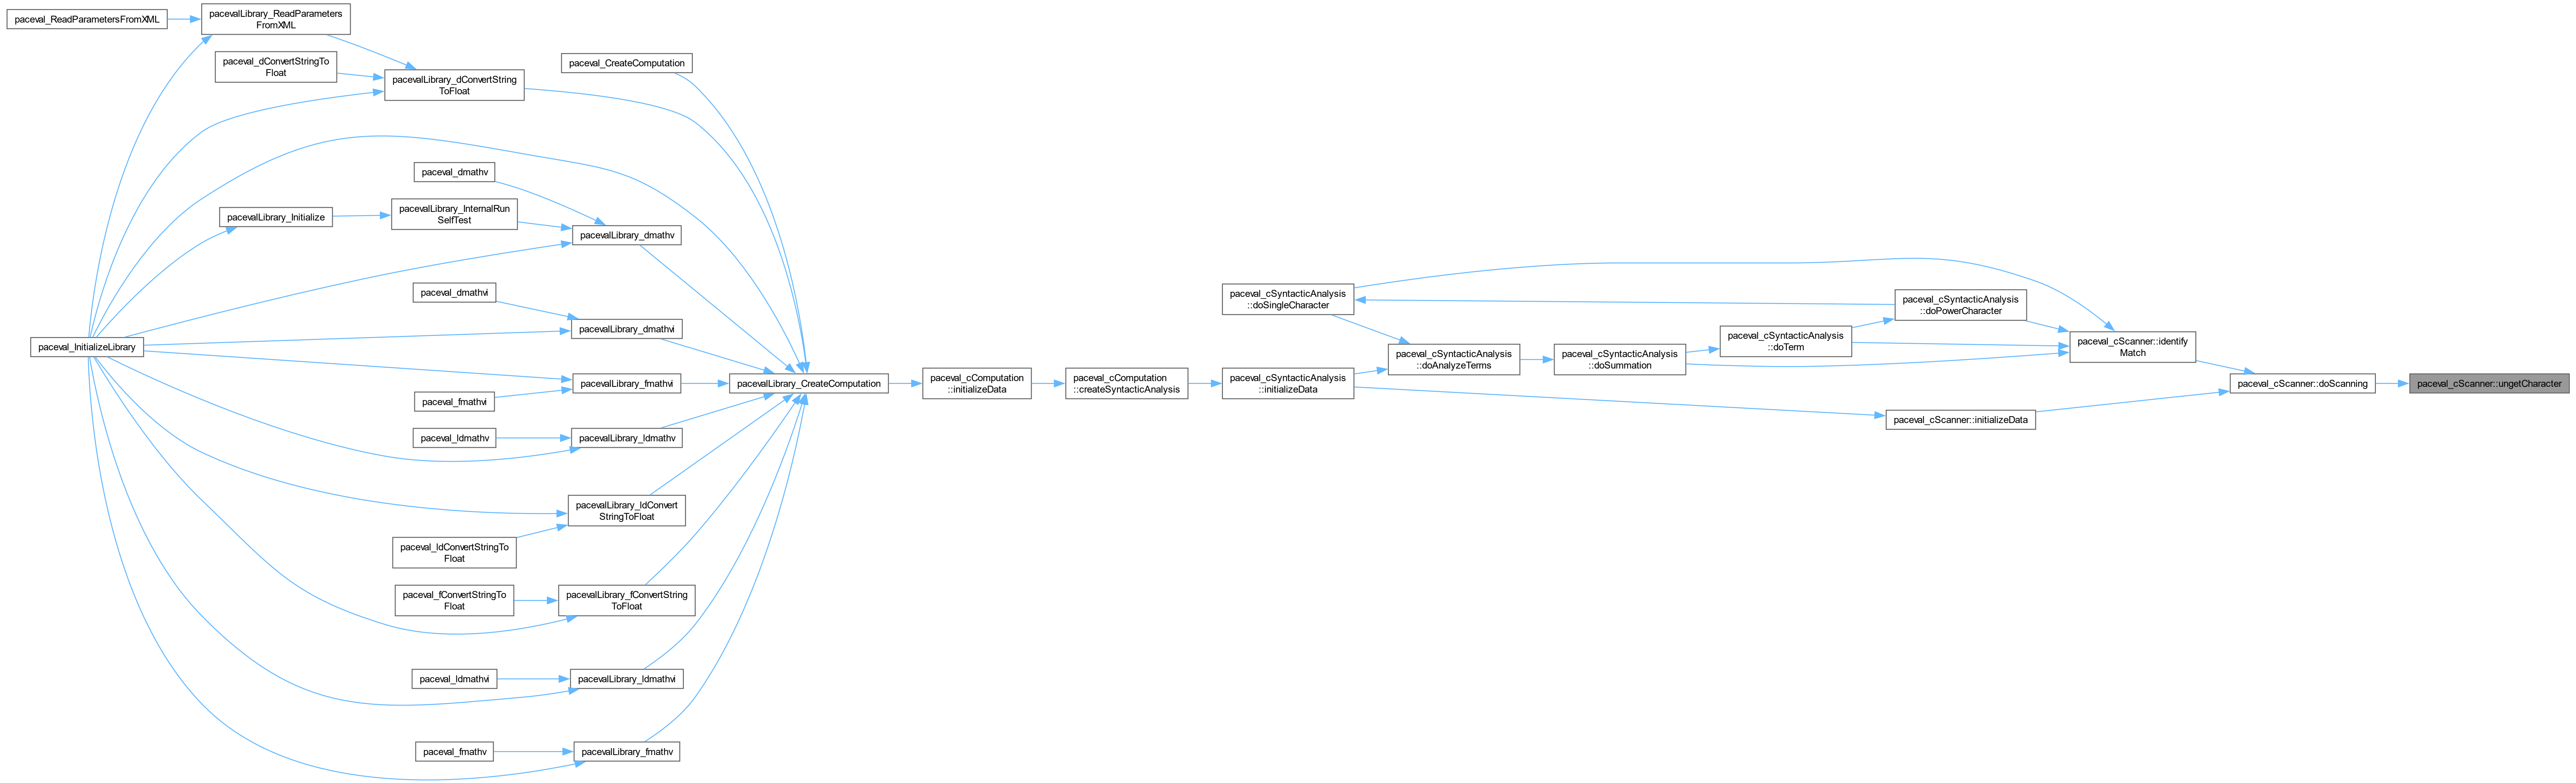 paceval_ReadParametersFromXML
pacevalLibrary_ReadParameters
FromXML
paceval_dConvertStringTo
Float
pacevalLibrary_dConvertString
ToFloat
paceval_CreateComputation
paceval_dmathv
pacevalLibrary_Initialize
pacevalLibrary_InternalRun
SelfTest
pacevalLibrary_dmathv
paceval_dmathvi
pacevalLibrary_dmathvi
paceval_InitializeLibrary
pacevalLibrary_fmathvi
paceval_fmathvi
pacevalLibrary_CreateComputation
paceval_ldmathv
pacevalLibrary_ldmathv
pacevalLibrary_ldConvert
StringToFloat
paceval_ldConvertStringTo
Float
paceval_fConvertStringTo
Float
pacevalLibrary_fConvertString
ToFloat
paceval_ldmathvi
pacevalLibrary_ldmathvi
paceval_fmathv
pacevalLibrary_fmathv
paceval_cComputation
::initializeData
paceval_cComputation
::createSyntacticAnalysis
paceval_cSyntacticAnalysis
::doSingleCharacter
paceval_cSyntacticAnalysis
::initializeData
paceval_cSyntacticAnalysis
::doAnalyzeTerms
paceval_cSyntacticAnalysis
::doSummation
paceval_cSyntacticAnalysis
::doTerm
paceval_cSyntacticAnalysis
::doPowerCharacter
paceval_cScanner::initializeData
paceval_cScanner::identify
Match
paceval_cScanner::doScanning
paceval_cScanner::ungetCharacter